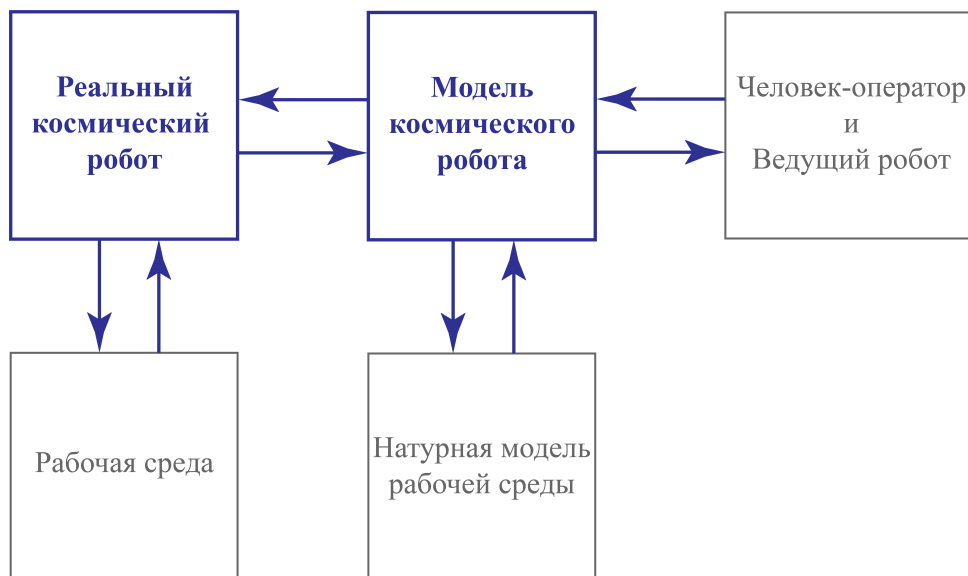 Реальный
космический
робот
Модель
космического
робота
Человек-оператор
и
Ведущий робот
Рабочая среда
Натурная модель
рабочей среды